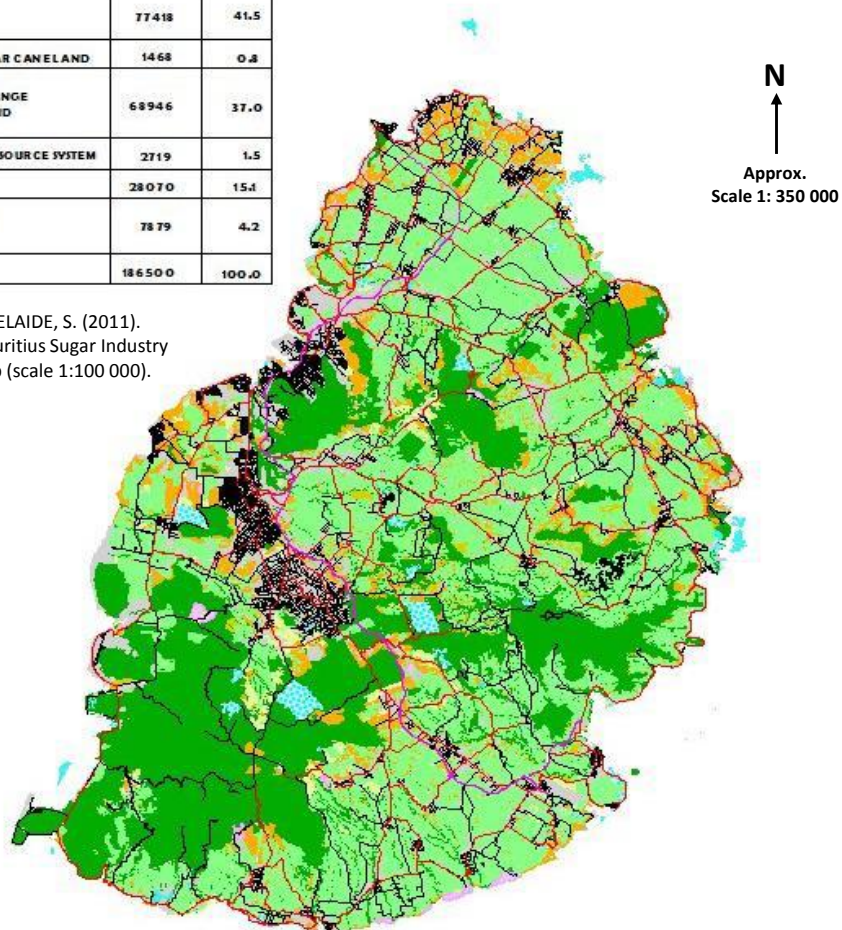 77418 41.5
AR CANELAND 1468 0.8
NGE
D 68946 37.0
SOURCE SYSTEM 2719 1.5
28070 15.1
7879 4.2
186500 100.0
ELAIDE, S. (2011).
uritius Sugar Industry
(scale 1:100 000).
N
Approx.
Scale 1: 350 000